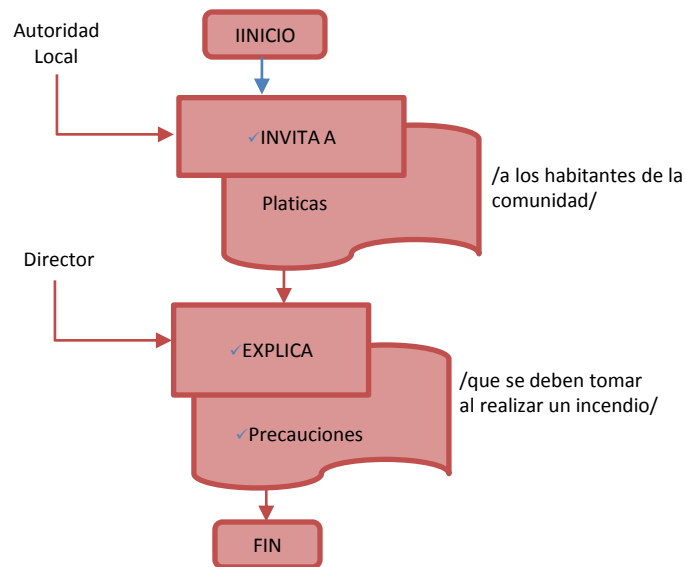 IINICIO
Autoridad
Local
✓INVITA A
Platicas
/a los habitantes de la
comunidad/
Director
✓EXPLICA
✓Precauciones
/que se deben tomar
al realizar un incendio/
FIN